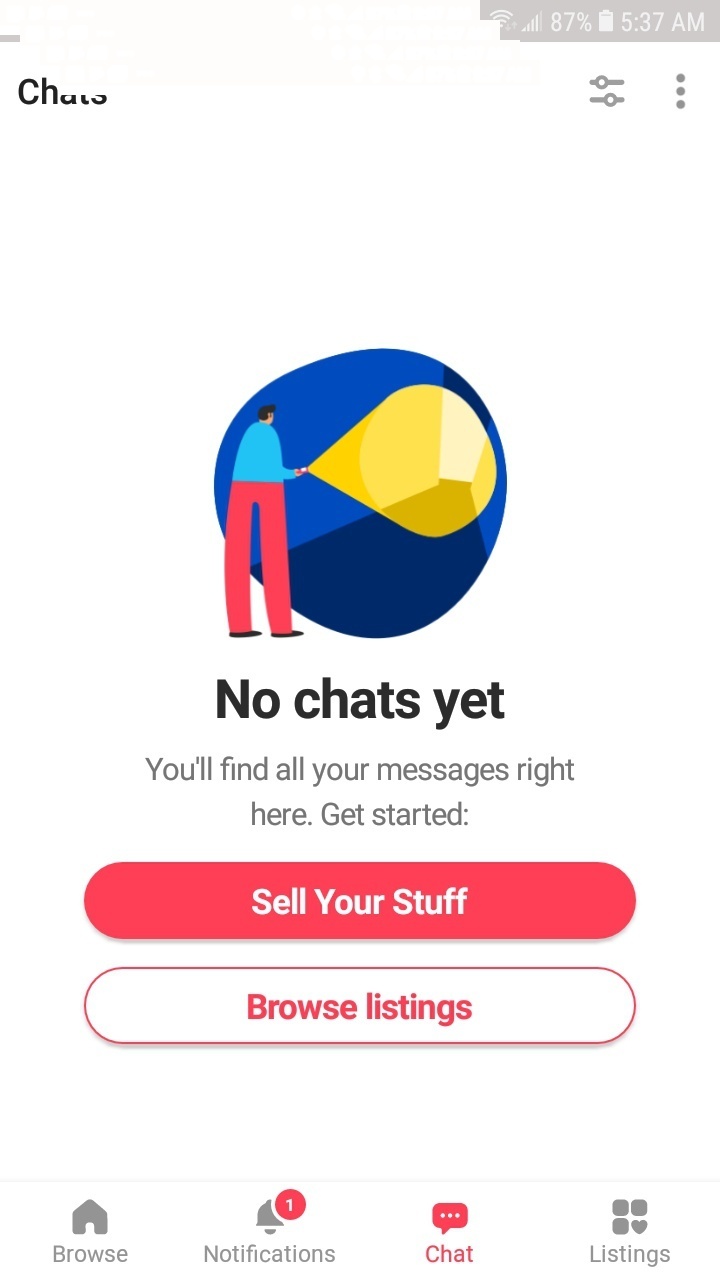 87% 5:37 AM
Chats
No chats yet
You'll find all your messages right
here. Get started:
Sell Your Stuff
Browse listings
1
Browse Notifications Chat Listings